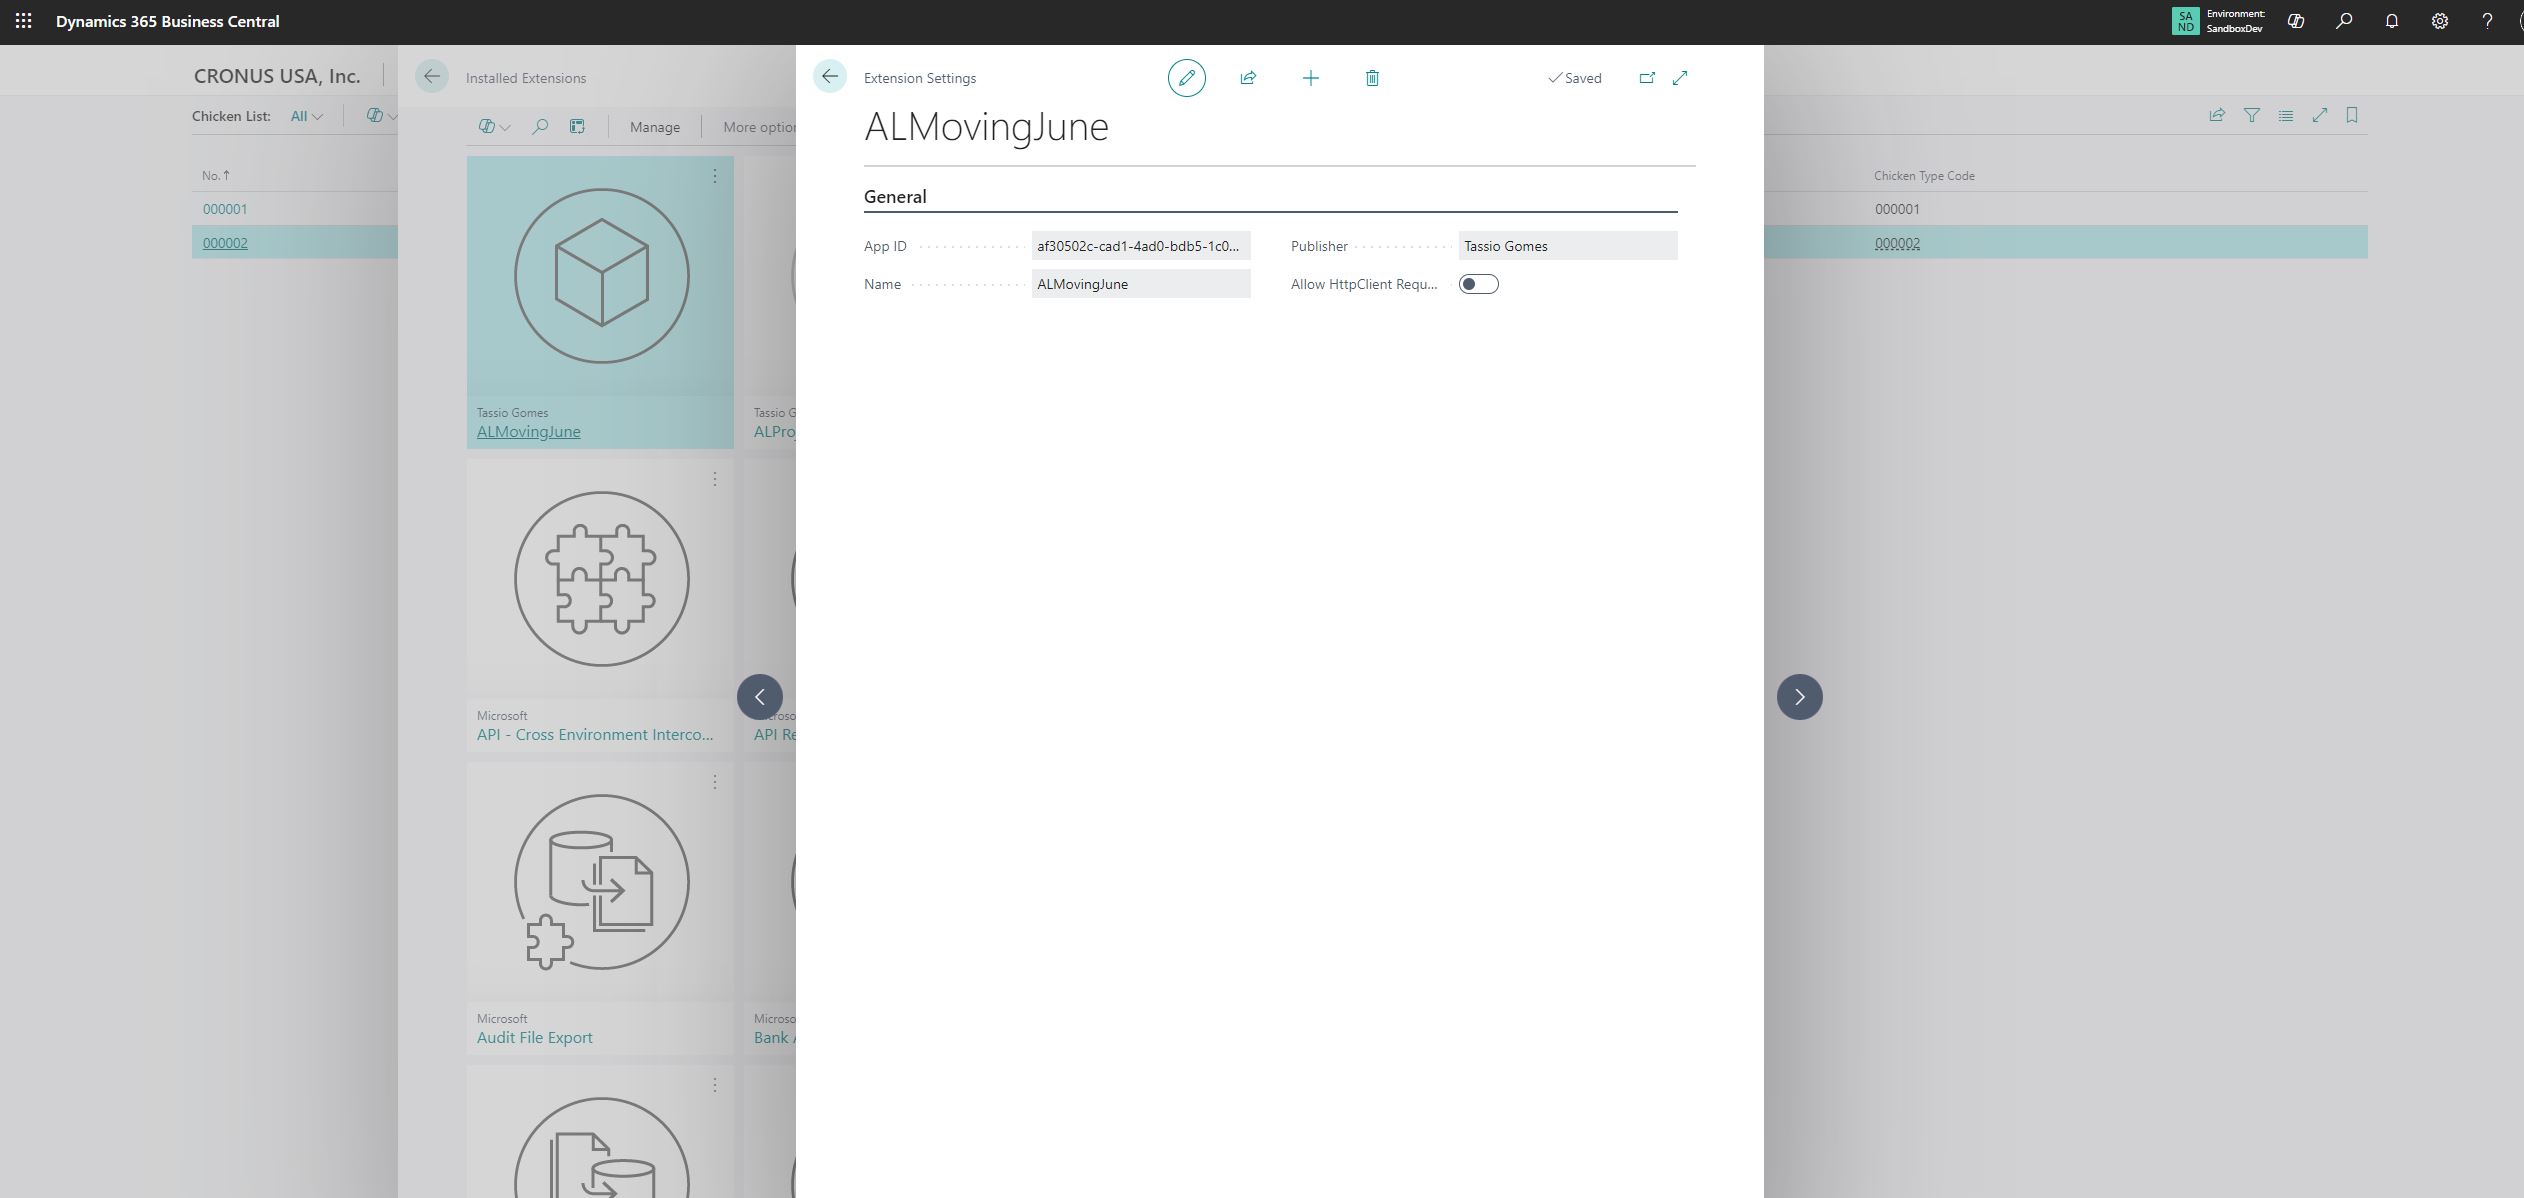 Dynamics 365 Business Central
SA
ND
Environment:
SandboxDev
CRONUS USA, Inc.
Chicken List:
All
No.
000001
000002
Installed Extensions
Manage
More option
Tassio Gomes
ALMovingJune
Tassio G
ALPro
Microsoft
API - Cross Environment Interco...
croso
API Re
Microsoft
Audit File Export
Microso
Bank A
Extension Settings
Saved
ALMovingJune
General
App ID
af30502c-cad1-4ad0-bdb5-1c0...
Publisher
Tassio Gomes
Name
ALMovingJune
Allow HttpClient Requ...
Chicken Type Code
000001
000002